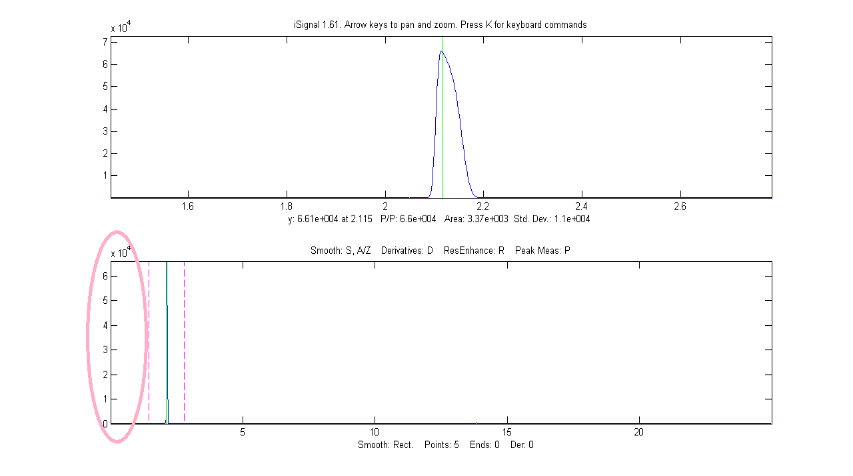 iSignal 1.61. Arrow keys to pan and zoom. Press K for keyboard commands
x 10^4
7
6
5
4
3
2
1
1.6 1.8 2 2.2 2.4 2.6
y: 6.61e+004 at 2.115 P/P: 6.6e+004 Area: 3.37e+003 Std. Dev.: 1.1e+004
Smooth: S, A/Z Derivatives: D ResEnhance: R Peak Meas: P
x 10^4
6
5
4
3
2
1
0
5 10 15 20
Smooth: Rect. Points: 5 Ends: 0 Der: 0